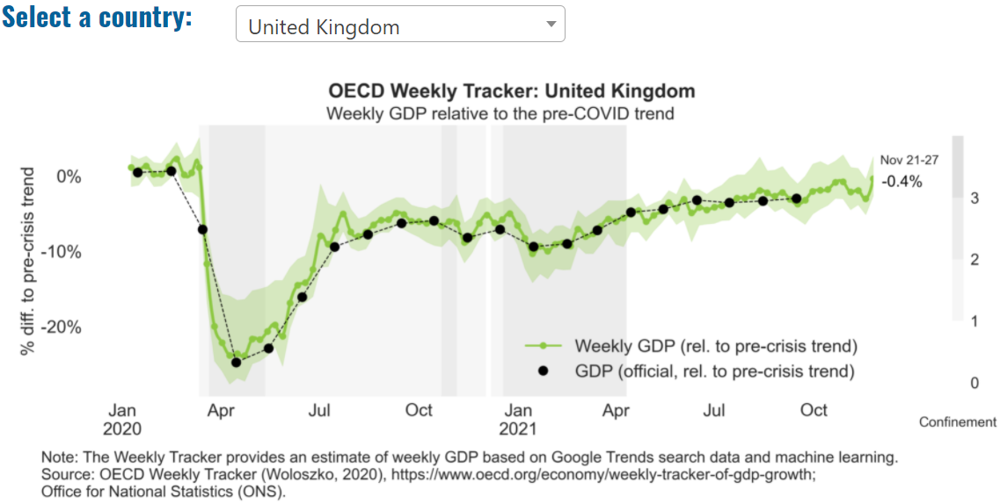 Select a country:
United Kingdom
OECD Weekly Tracker: United Kingdom
Weekly GDP relative to the pre-COVID trend
% diff. to pre-crisis trend
0%
-10%
-20%
Nov 21-27
-0.4%
3
2
1
0
Confinement
Weekly GDP (rel. to pre-crisis trend)
GDP (official, rel. to pre-crisis trend)
Jan Apr Jul Oct Jan Apr Jul Oct
2020 2021
Note: The Weekly Tracker provides an estimate of weekly GDP based on Google Trends search data and machine learning.
Source: OECD Weekly Tracker (Woloszko, 2020), https://www.oecd.org/economy/weekly-tracker-of-gdp-growth;
Office for National Statistics (ONS).